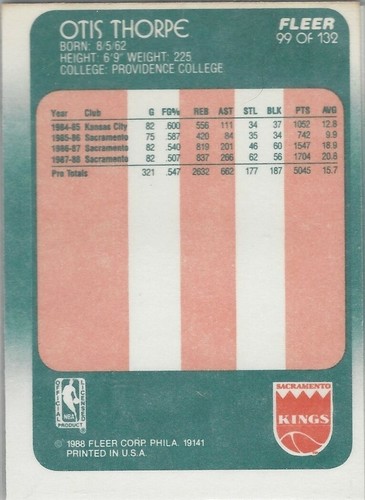 OTIS THORPE
FLEER
99 OF 132
BORN: 8/5/62
HEIGHT: 6'9" WEIGHT: 225
COLLEGE: PROVIDENCE COLLEGE
Year Club G FG% REB AST STL BLK PTS AVG
1984-85 Kansas City 82 .600 556 111 34 37 1052 12.8
1985-86 Sacramento 75 .587 420 84 35 34 742 9.9
1986-87 Sacramento 82 .540 819 201 46 60 1547 18.9
1987-88 Sacramento 82 .507 837 266 62 56 1704 20.8
Pro Totals 321 .547 2632 662 177 187 5045 15.7
OFFICIAL LICENSED
NBA
PRODUCT
SACRAMENTO
KINGS
© 1988 FLEER CORP. PHILA. 19141
PRINTED IN U.S.A.